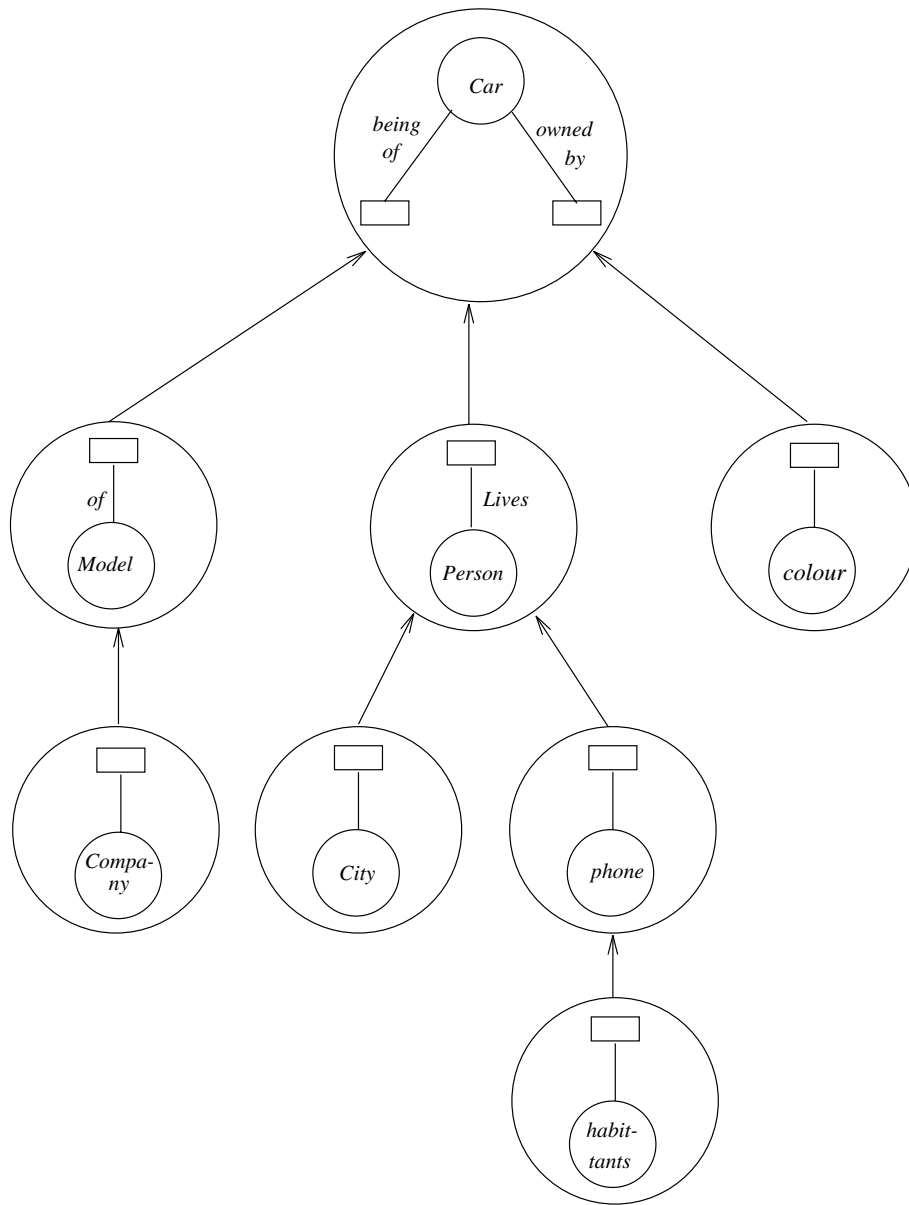 Car
being
of
owned
by
of
Model
Lives
Person
colour
Compa-
ny
City
phone
habit-
tants